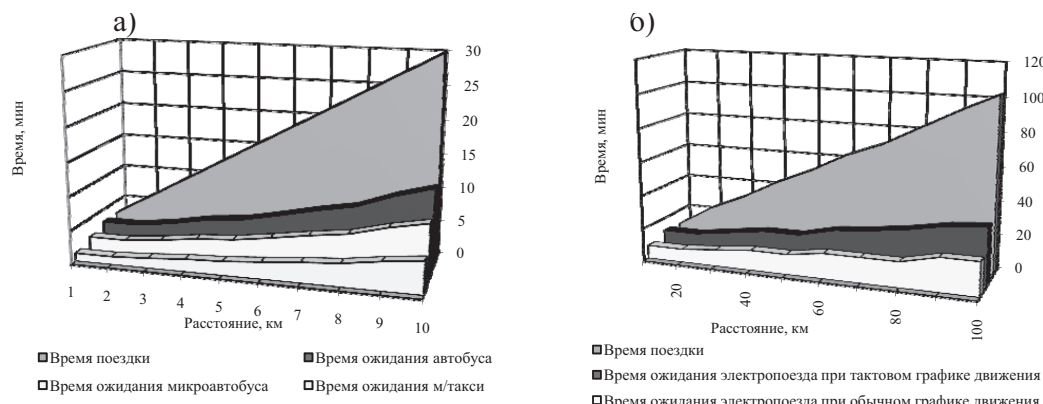 а)
30
25
20
15
10
5
0
Время, мин
1 2 3 4 5 6 7 8 9 10
Расстояние, км
Время поездки
Время ожидания автобуса
Время ожидания микроавтобуса
Время ожидания м/такси
б)
120
100
80
60
40
20
0
Время, мин
20 40 60 80 100
Расстояние, км
Время поездки
Время ожидания электропоезда при тактовом графике движения
Время ожидания электропоезда при обычном графике движения